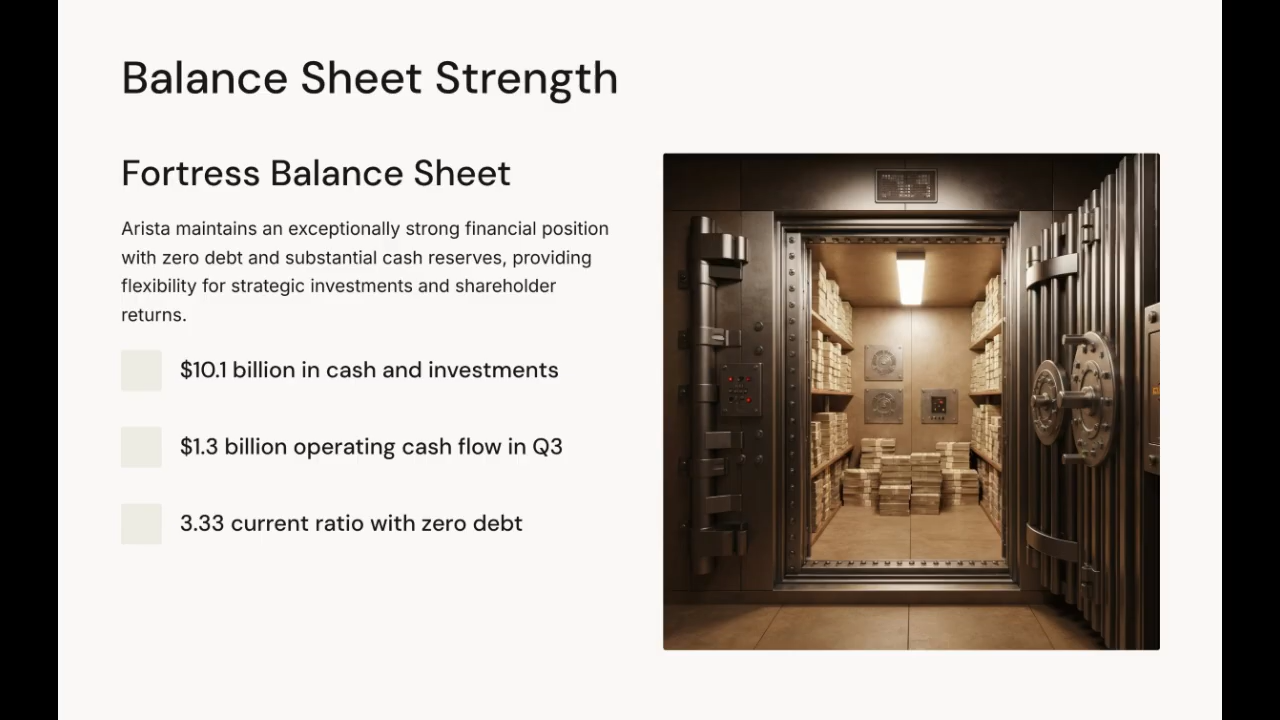 Balance Sheet Strength
Fortress Balance Sheet
Arista maintains an exceptionally strong financial position
with zero debt and substantial cash reserves, providing
flexibility for strategic investments and shareholder
returns.
$10.1 billion in cash and investments
$1.3 billion operating cash flow in Q3
3.33 current ratio with zero debt